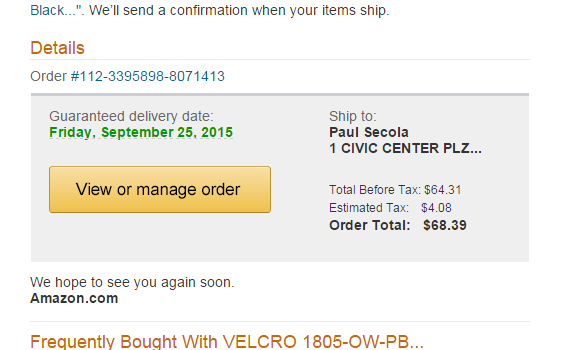 Black...". We'll send a confirmation when your items ship.
Details
Order #112-3395898-8071413
Guaranteed delivery date:
Friday, September 25, 2015
View or manage order
Ship to:
Paul Secola
1 CIVIC CENTER PLZ...
Total Before Tax: $64.31
Estimated Tax: $4.08
Order Total: $68.39
We hope to see you again soon.
Amazon.com
Frequently Bought With VELCRO 1805-OW-PB...